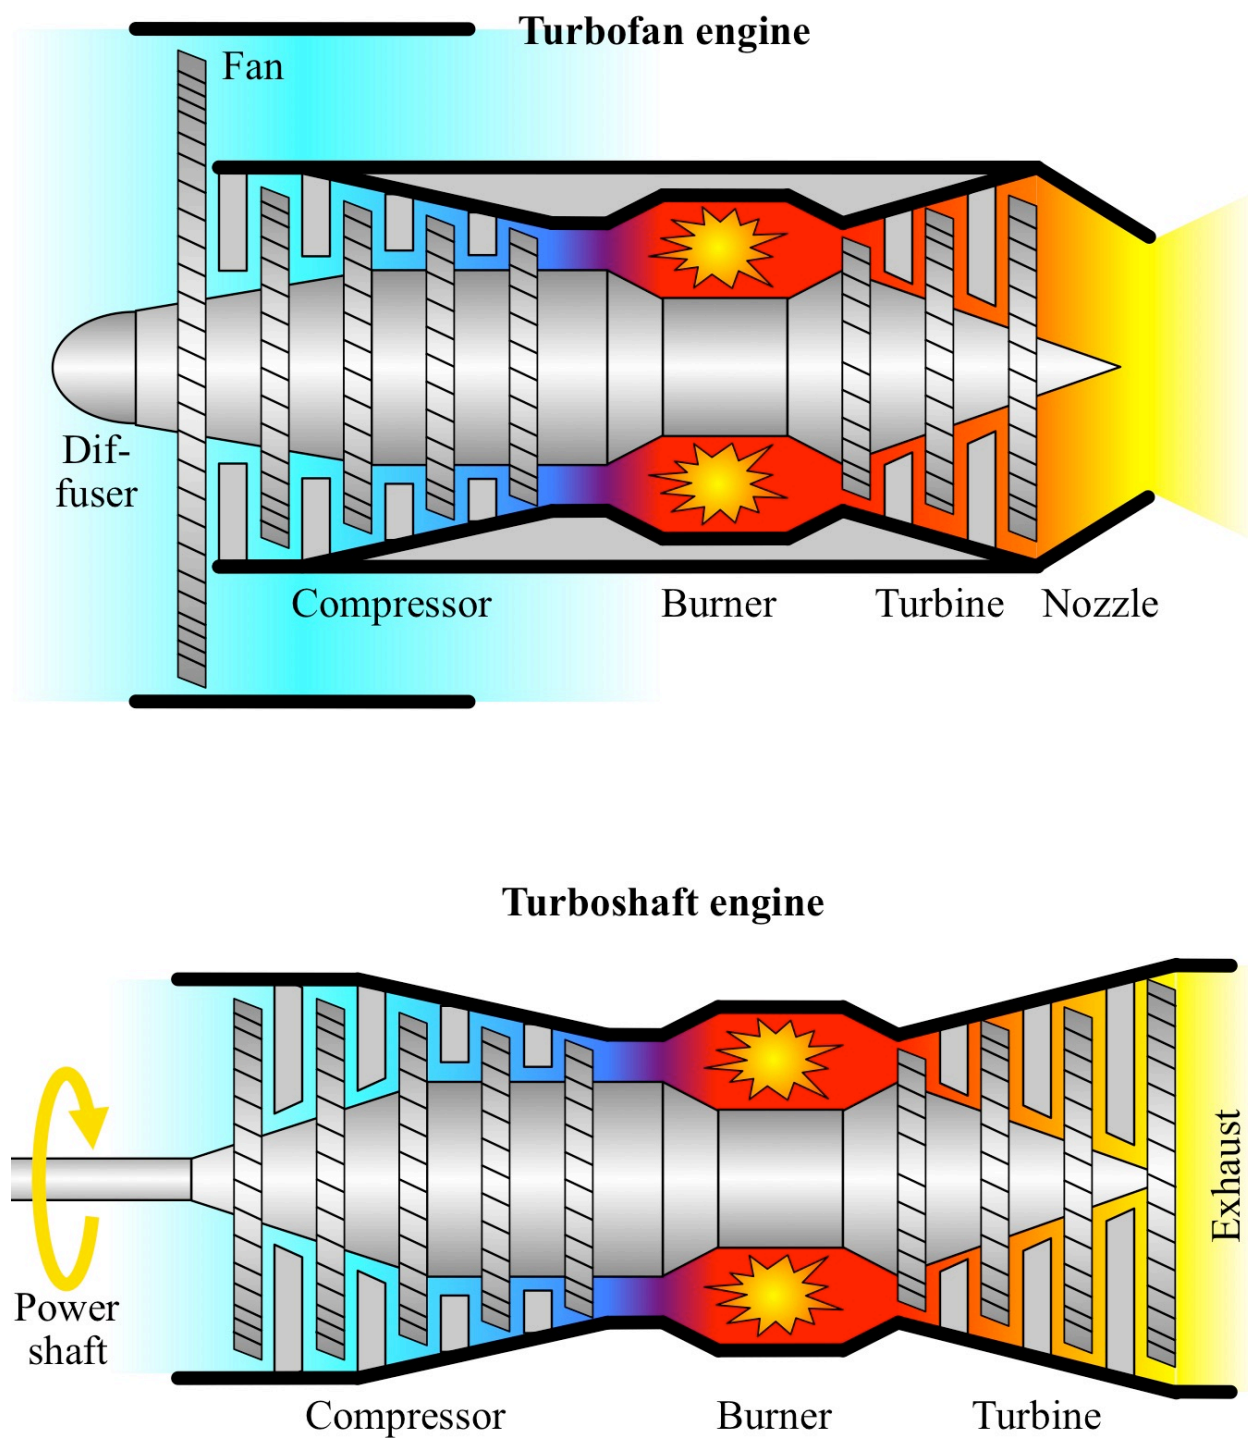 Turbofan engine
Fan
Dif-
fuser
Compressor
Burner
Turbine
Nozzle
Turboshaft engine
Power
shaft
Exhaust
Compressor
Burner
Turbine